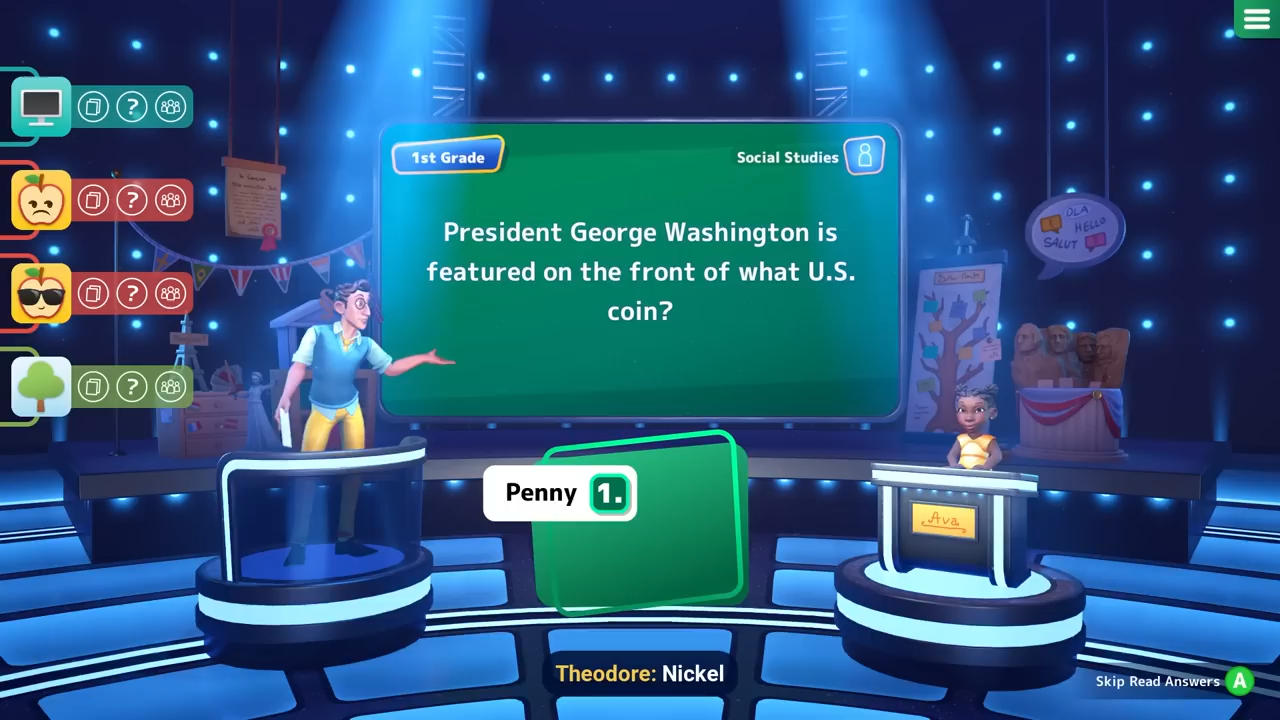 1st Grade
Social Studies
President George Washington is
featured on the front of what U.S.
coin?
DLA
HELLO
SALUT
Penny 1.
Ava
Theodore: Nickel
Skip Read Answers A